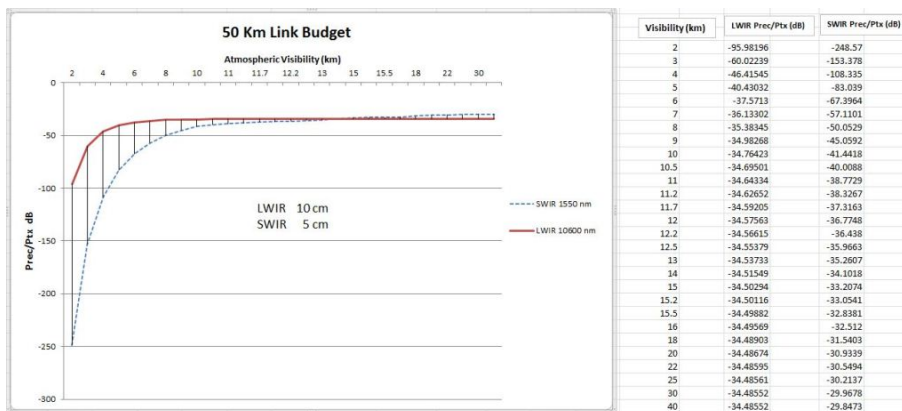 50 Km Link Budget
Atmospheric Visibility (km)
2 4 6 8 10 11 11.7 12.2 13 15 15.5 18 22 30
0
-50
-100
-150
-200
-250
-300
Prec/Ptx dB
LWIR 10 cm
SWIR 5 cm
SWIR 1550 nm
LWIR 10600 nm
Visibility (km) LWIR Prec/Ptx (dB) SWIR Prec/Ptx (dB)
2 -95.98196 -248.57
3 -60.02239 -153.378
4 -46.41545 -108.335
5 -40.43032 -83.039
6 -37.5713 -67.3964
7 -36.13302 -57.1101
8 -35.38345 -50.0529
9 -34.98268 -45.0592
10 -34.76423 -41.4418
10.5 -34.69501 -40.0088
11 -34.64334 -38.7729
11.2 -34.62652 -38.3267
11.7 -34.59205 -37.3163
12 -34.57563 -36.7748
12.2 -34.56615 -36.438
12.5 -34.55379 -35.9663
13 -34.53733 -35.2607
14 -34.51549 -34.1018
15 -34.50294 -33.2074
15.2 -34.50116 -33.0541
15.5 -34.49882 -32.8381
16 -34.49569 -32.512
18 -34.48903 -31.5403
20 -34.48674 -30.9339
22 -34.48595 -30.5494
25 -34.48561 -30.2137
30 -34.48552 -29.9678
40 -34.48552 -29.8473